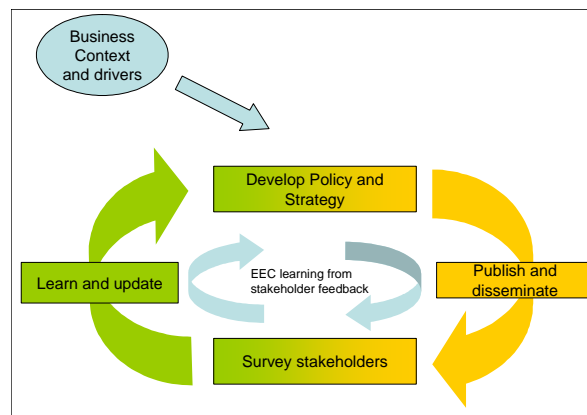 Business
Context
and drivers
Develop Policy and
Strategy
Learn and update
EEC learning from
stakeholder feedback
Publish and
disseminate
Survey stakeholders